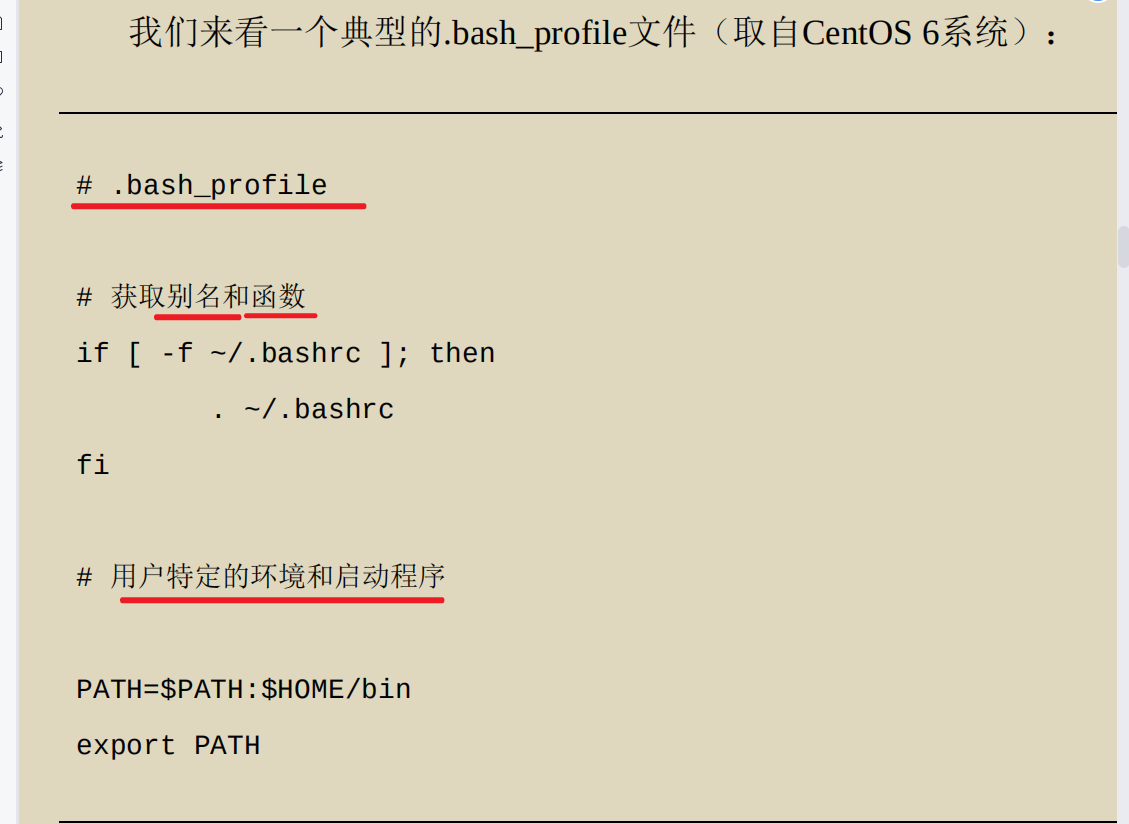 我们来看一个典型的.bash_profile文件（取自CentOS 6系统）：
# .bash_profile
# 获取别名和函数
if [ -f ~/.bashrc ]; then
        . ~/.bashrc
fi
# 用户特定的环境和启动程序
PATH=$PATH:$HOME/bin
export PATH